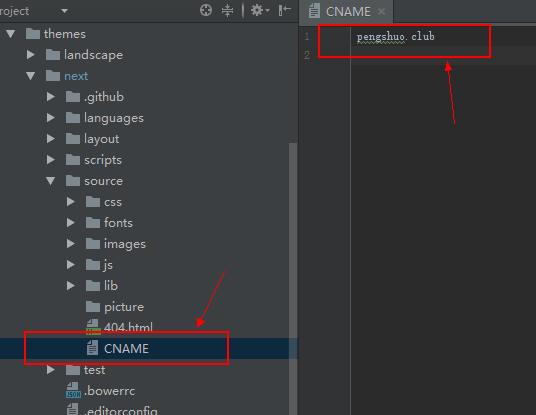 roject
CNAME
themes
landscape
next
.github
languages
layout
scripts
source
css
fonts
images
js
lib
picture
404.html
CNAME
test
.bowerrc
.editorconfig
1 pengshuo.club
2